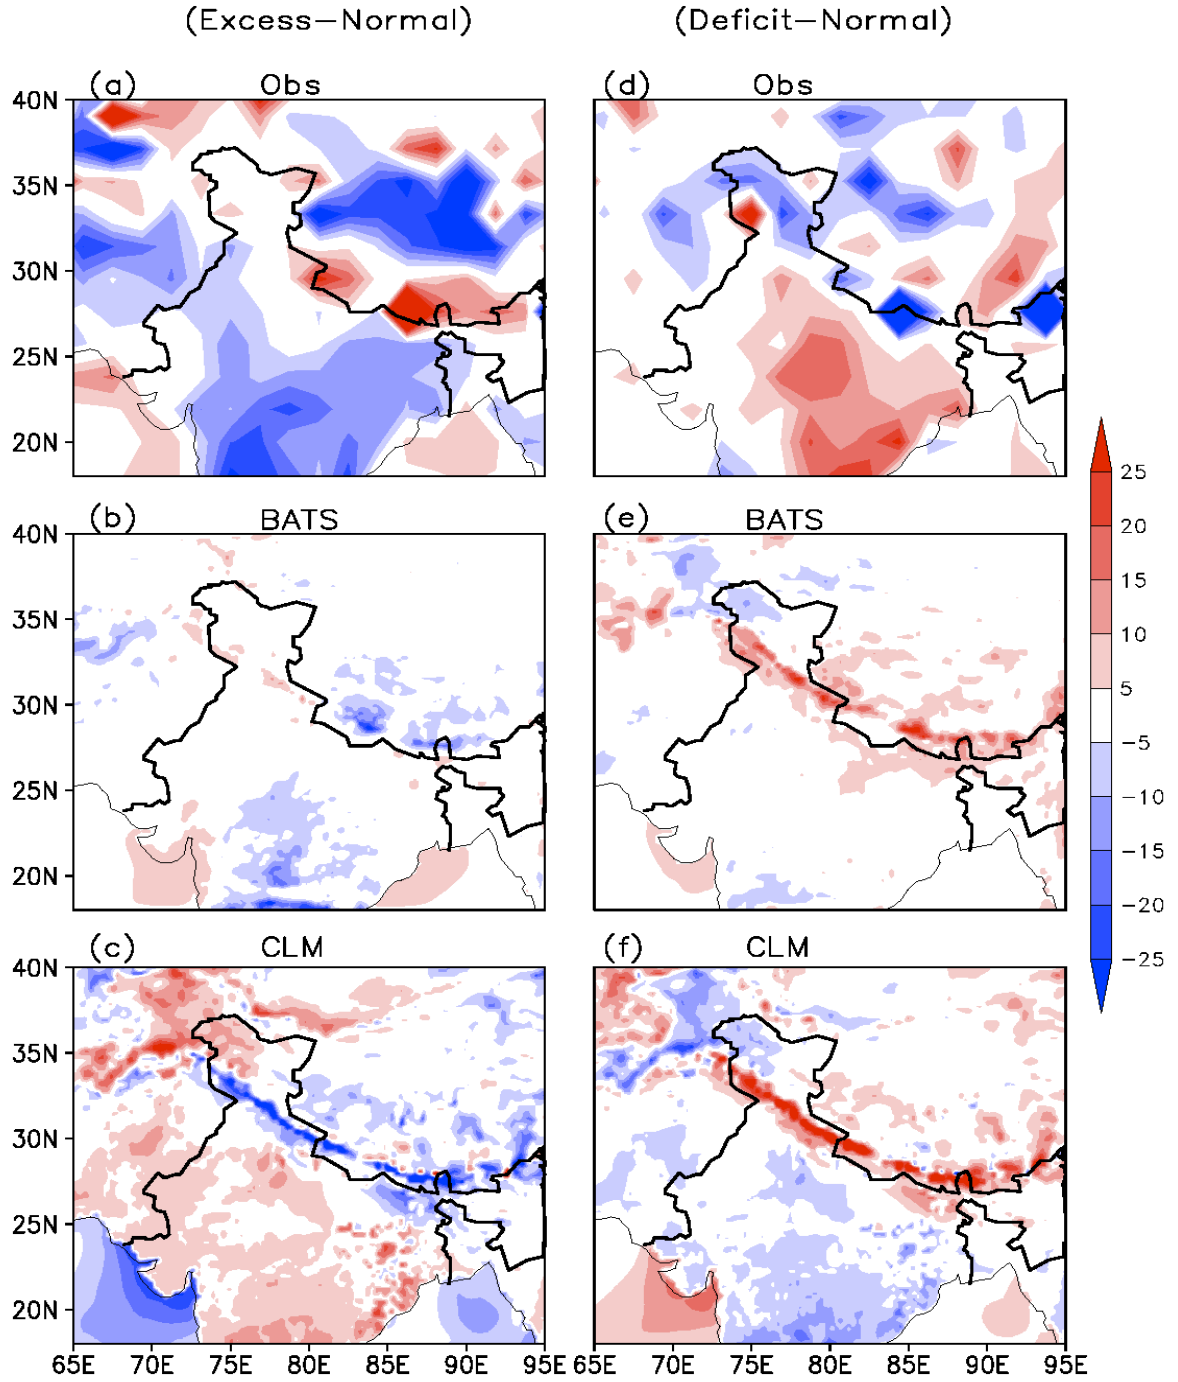 (Excess−Normal) (Deficit−Normal)
(a) Obs (d) Obs
40N
35N
30N
25N
20N
(b) BATS (e) BATS
40N
35N
30N
25N
20N
(c) CLM (f) CLM
40N
35N
30N
25N
20N
65E 70E 75E 80E 85E 90E 95E 65E 70E 75E 80E 85E 90E 95E
25
20
15
10
5
−5
−10
−15
−20
−25